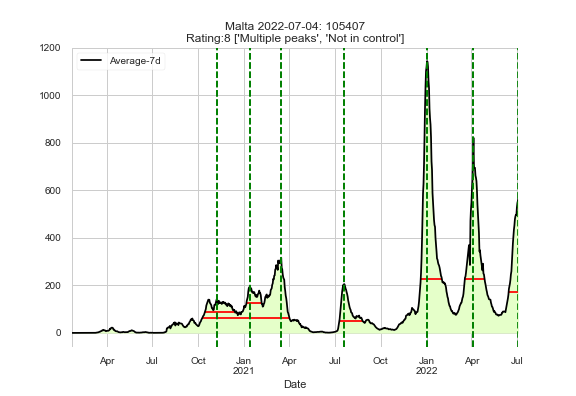 Malta 2022-07-04: 105407
Rating:8 ['Multiple peaks', 'Not in control']
1200
Average-7d
1000
800
600
400
200
0
Apr Jul Oct Jan Apr Jul Oct Jan Apr Jul
2021 2022
Date